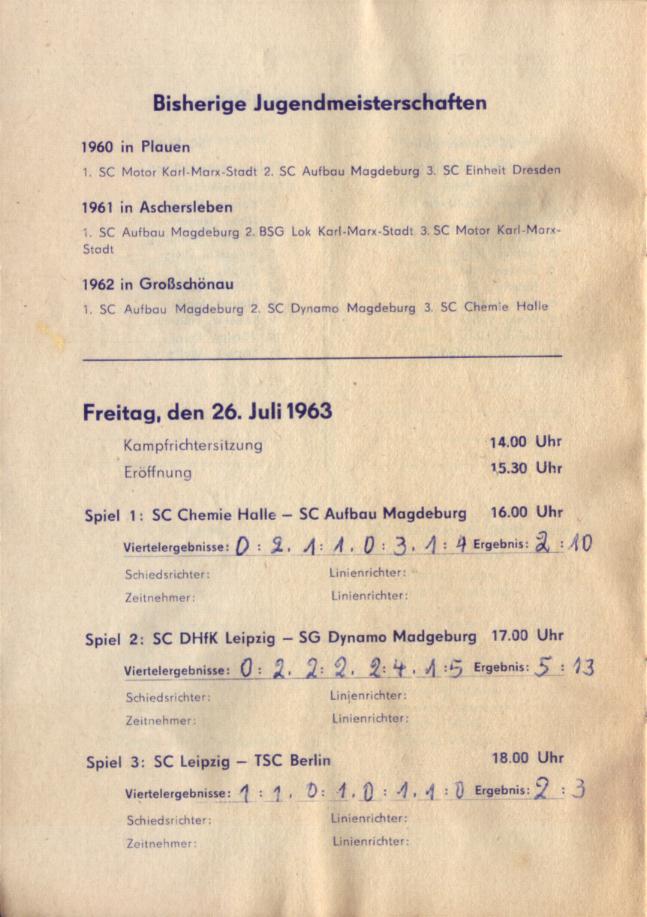 Bisherige Jugendmeisterschaften
1960 in Plauen
1. SC Motor Karl-Marx-Stadt 2. SC Aufbau Magdeburg 3. SC Einheit Dresden
1961 in Aschersleben
1. SC Aufbau Magdeburg 2. BSG Lok Karl-Marx-Stadt 3. SC Motor Karl-Marx-
Stadt
1962 in Großschönau
1. SC Aufbau Magdeburg 2. SC Dynamo Magdeburg 3. SC Chemie Halle
Freitag, den 26. Juli 1963
Kampfrichtersitzung 14.00 Uhr
Eröffnung 15.30 Uhr
Spiel 1: SC Chemie Halle – SC Aufbau Magdeburg 16.00 Uhr
Viertelergebnisse: 0 : 2. 1 : 1. 0 : 3. 1 : 4 Ergebnis: 2 : 10
Schiedsrichter: Linienrichter:
Zeitnehmer: Linienrichter:
Spiel 2: SC DHfK Leipzig – SG Dynamo Madgeburg 17.00 Uhr
Viertelergebnisse: 0 : 2. 2 : 2. 2 : 4. 1 : 5 Ergebnis: 5 : 13
Schiedsrichter: Linienrichter:
Zeitnehmer: Linienrichter:
Spiel 3: SC Leipzig – TSC Berlin 18.00 Uhr
Viertelergebnisse: 1 : 1. 0 : 1. 0 : 1. 1 : 0 Ergebnis: 2 : 3
Schiedsrichter: Linienrichter:
Zeitnehmer: Linienrichter: